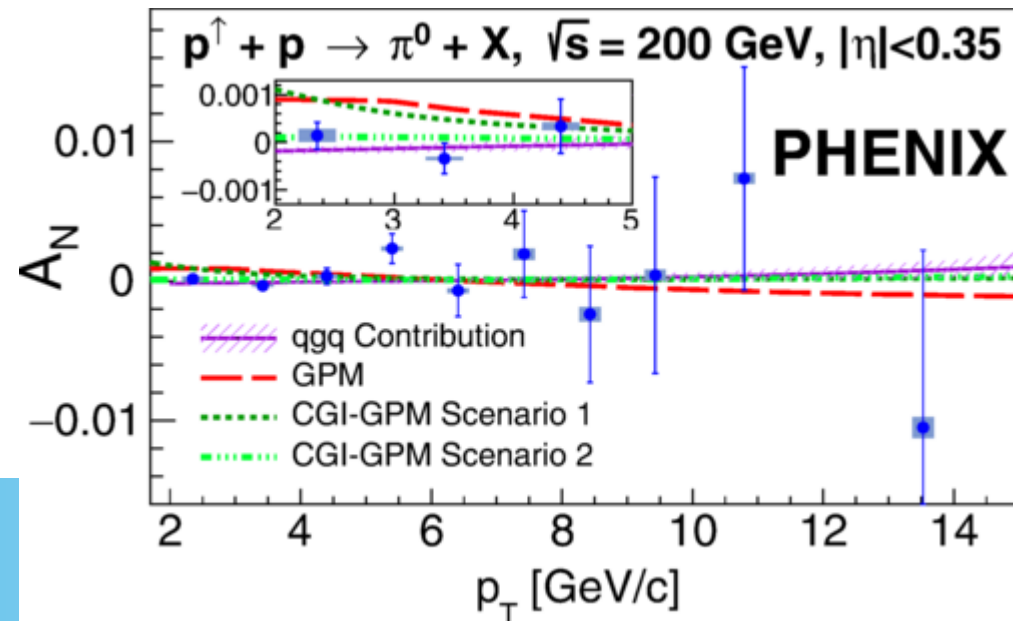 p↑ + p → π⁰ + X, √s = 200 GeV, |η|<0.35
PHENIX
0.001
0
−0.001
2 3 4 5
0.01
0
−0.01
A_N
qgq Contribution
GPM
CGI-GPM Scenario 1
CGI-GPM Scenario 2
2 4 6 8 10 12 14
p_T [GeV/c]